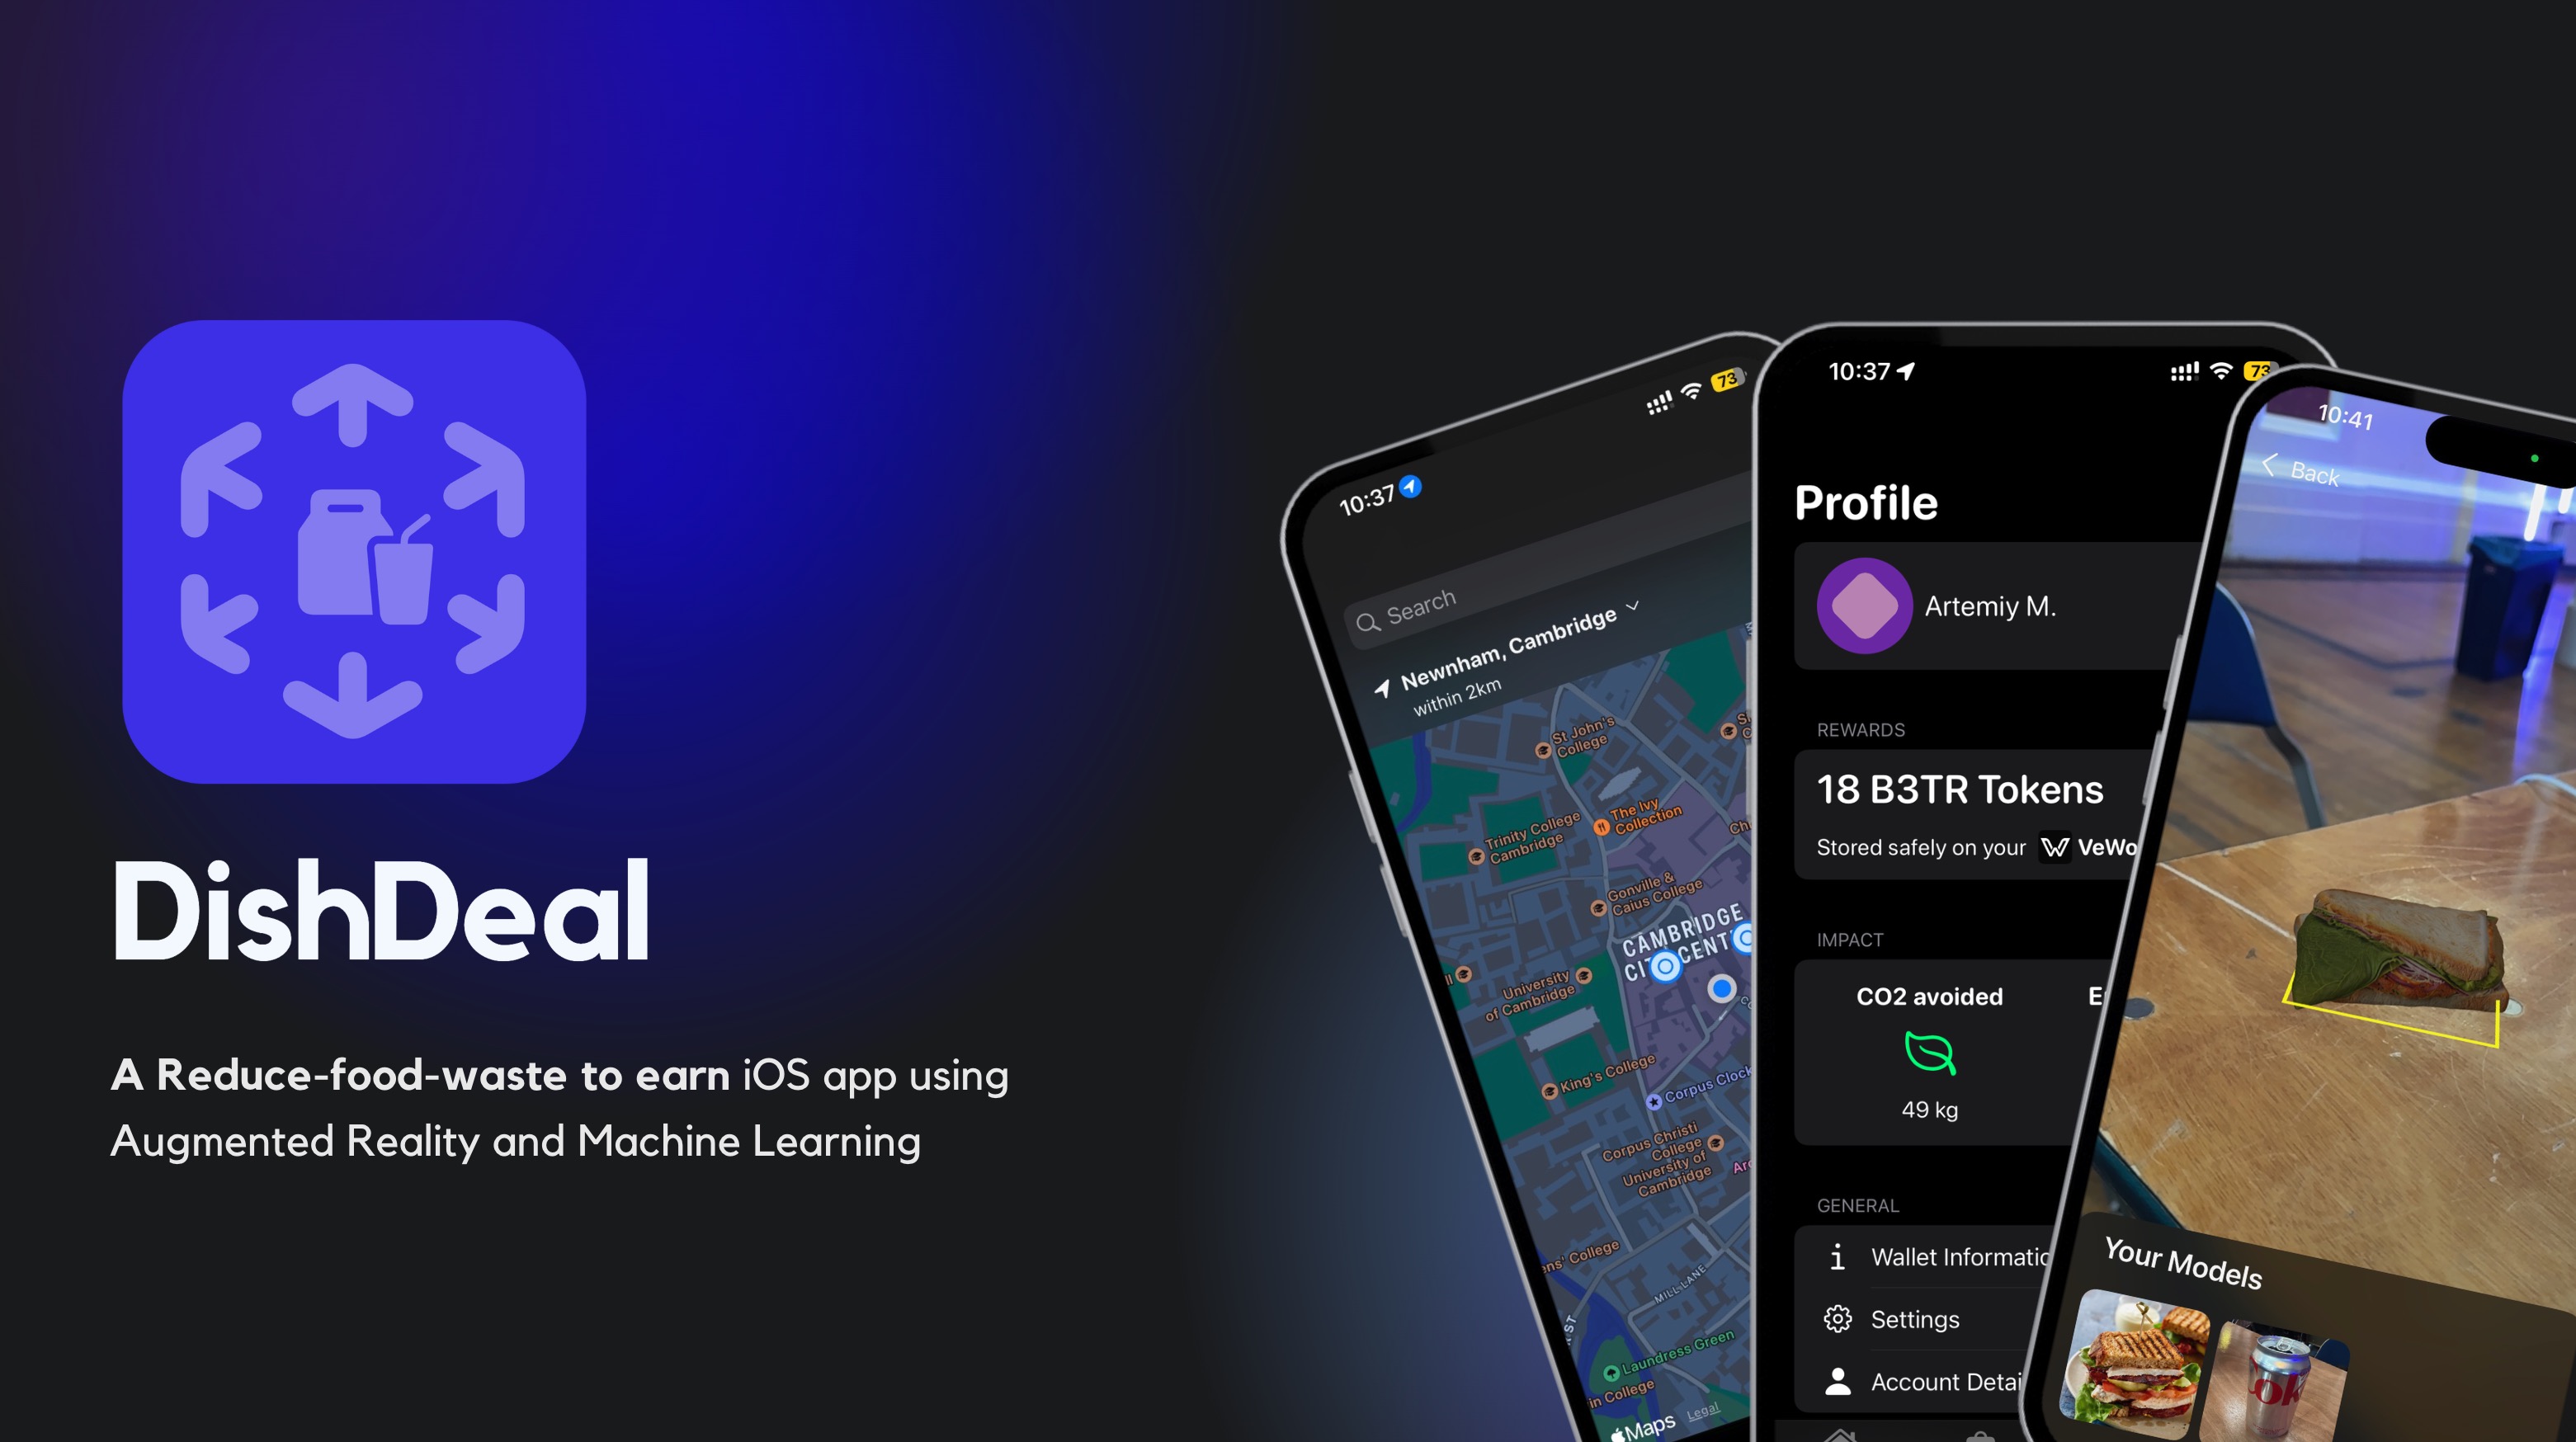 DishDeal
A Reduce-food-waste to earn iOS app using
Augmented Reality and Machine Learning
10:37
73
Search
Newnham, Cambridge
within 2km
St John's
College
The Ivy
Collection
Trinity College
Cambridge
Gonville &
Caius College
CAMBRIDGE
University
of Cambridge
King's College
Corpus Clock
Corpus Christi
College
University of
Cambridge
MILL LANE
Laundress Green
Maps
Legal
10:37
73
Profile
Artemiy M.
REWARDS
18 B3TR Tokens
Stored safely on your VeWo
IMPACT
CO2 avoided
49 kg
GENERAL
Wallet Informatio
Settings
Account Detai
10:41
Back
Your Models